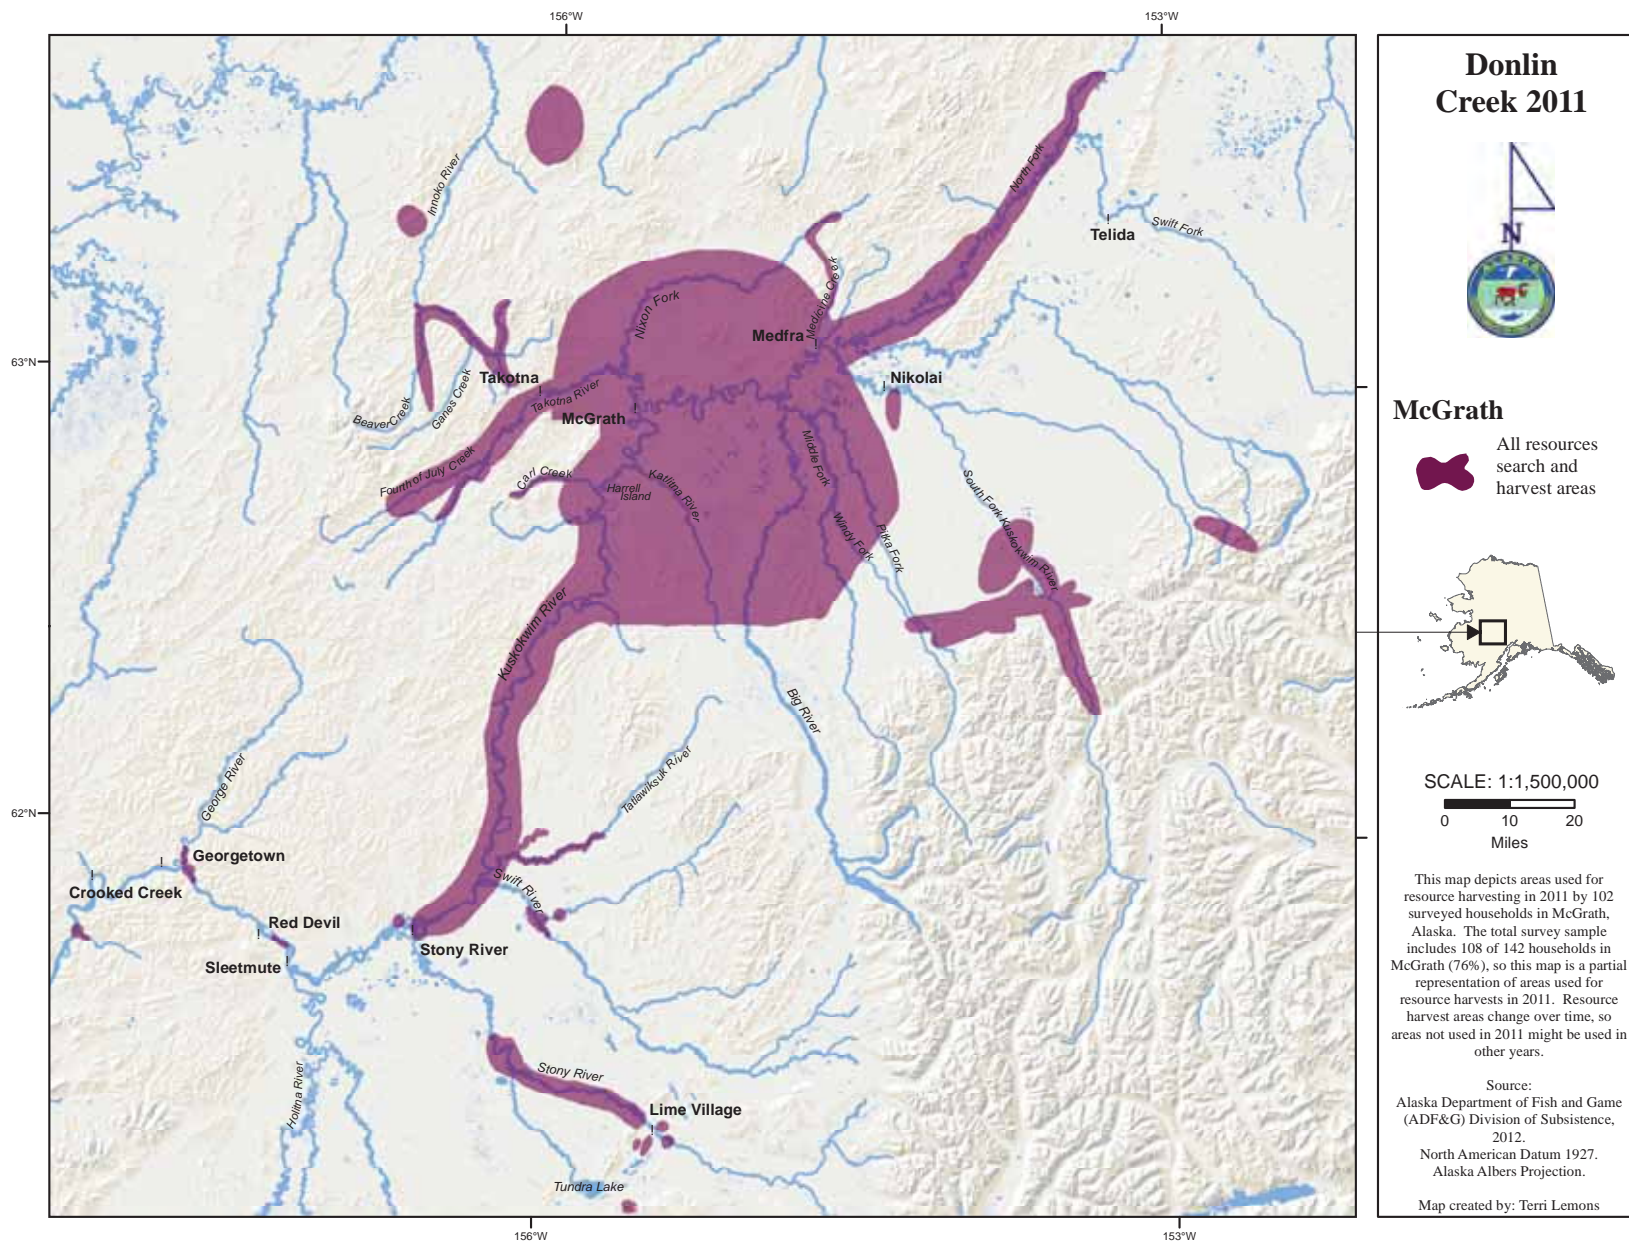 156°W
153°W
Innoko River
North Fork
Telida
Swift Fork
Nixon Fork
Medicine Creek
Medfra
63°N
Takotna
Takotna River
McGrath
Nikolai
Beaver Creek
Ganes Creek
Fourth of July Creek
Carl Creek
Harrell
Island
Katlitna River
Middle Fork
Windy Fork
Pitka Fork
South Fork Kuskokwim River
Kuskokwim River
Big River
Tatlawiksuk River
George River
62°N
Georgetown
Crooked Creek
Red Devil
Sleetmute
Swift River
Stony River
Holitna River
Stony River
Lime Village
Tundra Lake
156°W
153°W
Donlin
Creek 2011
N
McGrath
All resources
search and
harvest areas
SCALE: 1:1,500,000
0 10 20
Miles
This map depicts areas used for
resource harvesting in 2011 by 102
surveyed households in McGrath,
Alaska. The total survey sample
includes 108 of 142 households in
McGrath (76%), so this map is a partial
representation of areas used for
resource harvests in 2011. Resource
harvest areas change over time, so
areas not used in 2011 might be used in
other years.
Source:
Alaska Department of Fish and Game
(ADF&G) Division of Subsistence,
2012.
North American Datum 1927.
Alaska Albers Projection.
Map created by: Terri Lemons